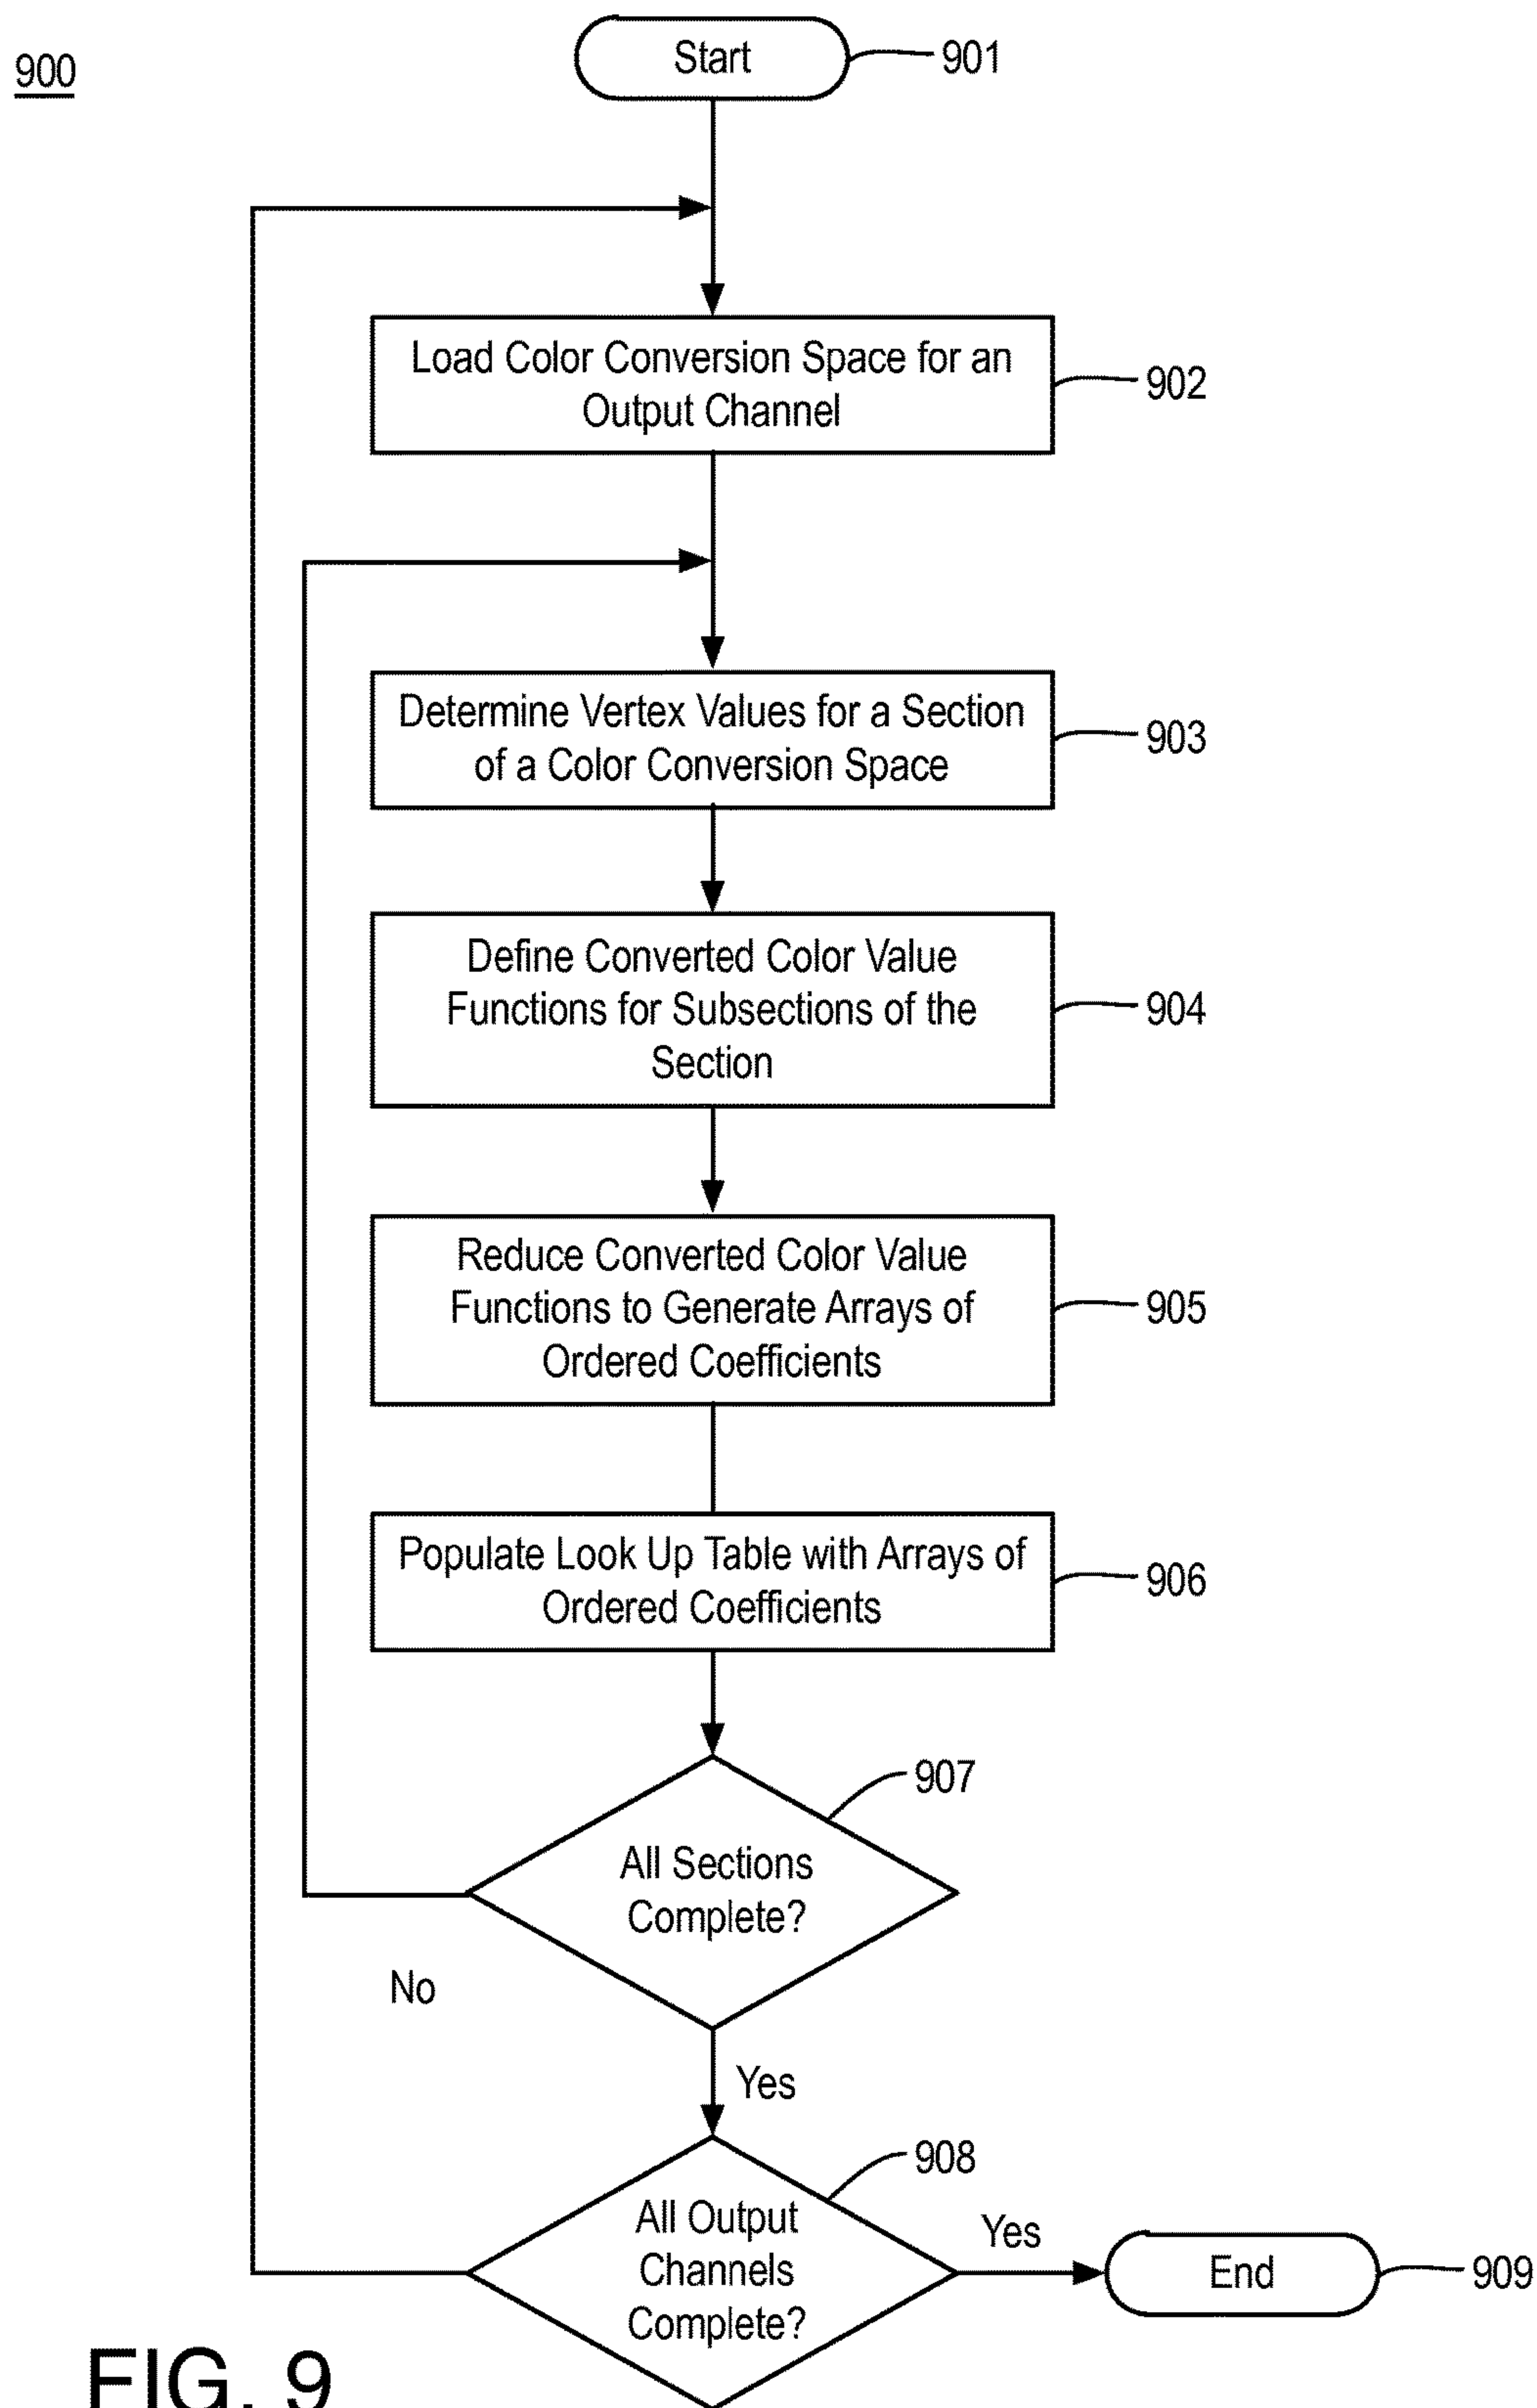 900
Start
901
Load Color Conversion Space for an
Output Channel
902
Determine Vertex Values for a Section
of a Color Conversion Space
903
Define Converted Color Value
Functions for Subsections of the
Section
904
Reduce Converted Color Value
Functions to Generate Arrays of
Ordered Coefficients
905
Populate Look Up Table with Arrays of
Ordered Coefficients
906
907
All Sections
Complete?
No
Yes
908
All Output
Channels
Complete?
Yes
End
909
FIG. 9